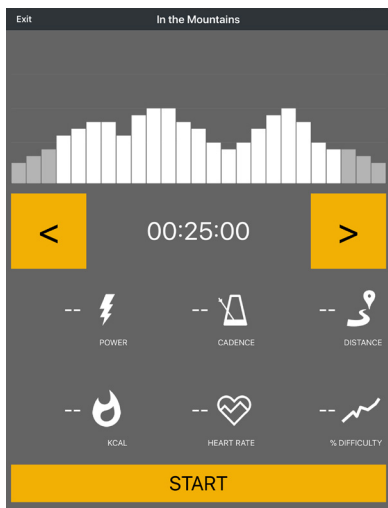 Exit In the Mountains
< 00:25:00 >
-- -- --
POWER CADENCE DISTANCE
-- -- --
KCAL HEART RATE % DIFFICULTY
START